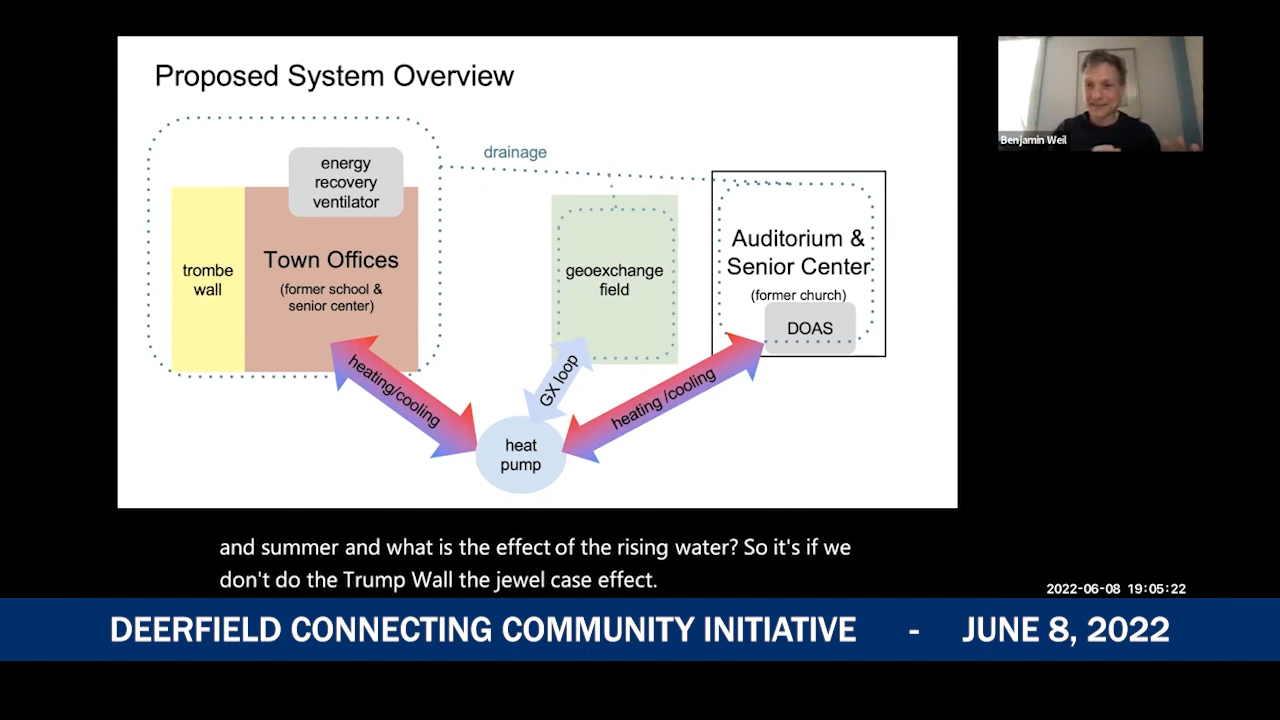 Proposed System Overview
drainage
energy
recovery
ventilator
trombe
wall
Town Offices
(former school &
senior center)
geoexchange
field
Auditorium &
Senior Center
(former church)
DOAS
heating/cooling
GX loop
heating /cooling
heat
pump
Benjamin Weil
and summer and what is the effect of the rising water? So it's if we
don't do the Trump Wall the jewel case effect.
2022-06-08 19:05:22
DEERFIELD CONNECTING COMMUNITY INITIATIVE - JUNE 8, 2022